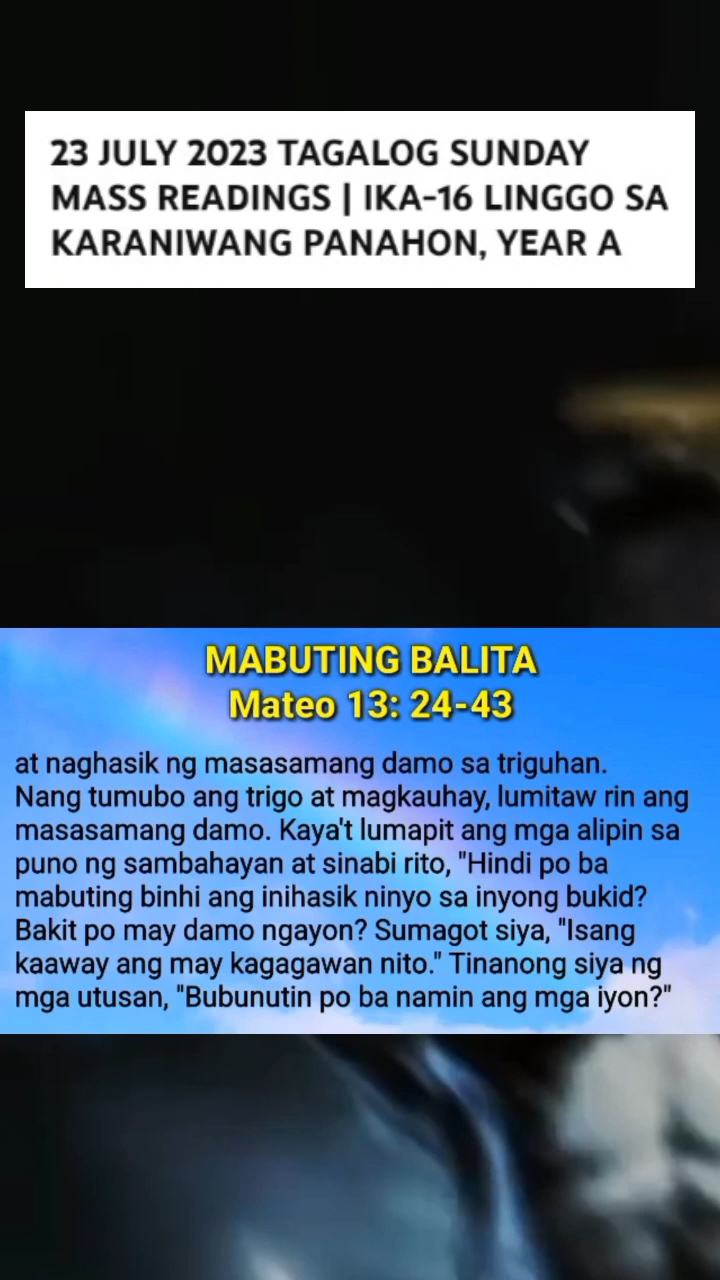 23 JULY 2023 TAGALOG SUNDAY
MASS READINGS | IKA-16 LINGGO SA
KARANIWANG PANAHON, YEAR A
MABUTING BALITA
Mateo 13: 24-43
at naghasik ng masasamang damo sa triguhan.
Nang tumubo ang trigo at magkauhay, lumitaw rin ang
masasamang damo. Kaya't lumapit ang mga alipin sa
puno ng sambahayan at sinabi rito, "Hindi po ba
mabuting binhi ang inihasik ninyo sa inyong bukid?
Bakit po may damo ngayon? Sumagot siya, "Isang
kaaway ang may kagagawan nito." Tinanong siya ng
mga utusan, "Bubunutin po ba namin ang mga iyon?"